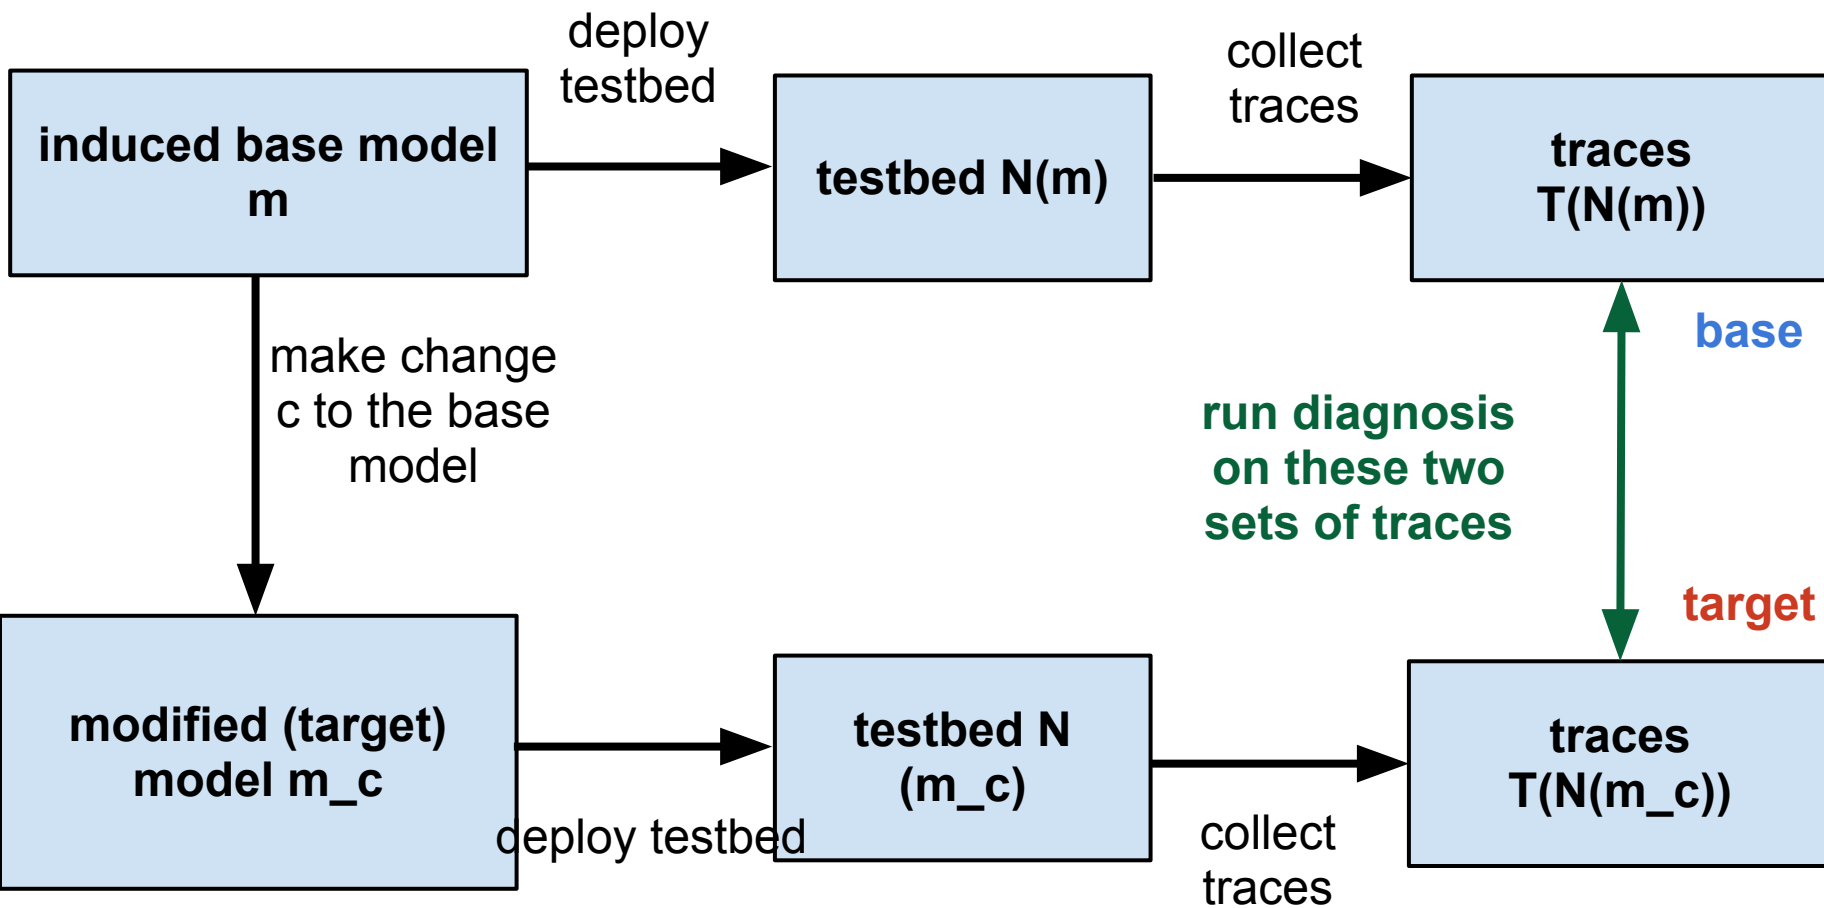 deploy
testbed
collect
traces
induced base model
m
testbed N(m)
traces
T(N(m))
make change
c to the base
model
base
run diagnosis
on these two
sets of traces
target
modified (target)
model m_c
deploy testbed
testbed N
(m_c)
collect
traces
traces
T(N(m_c))